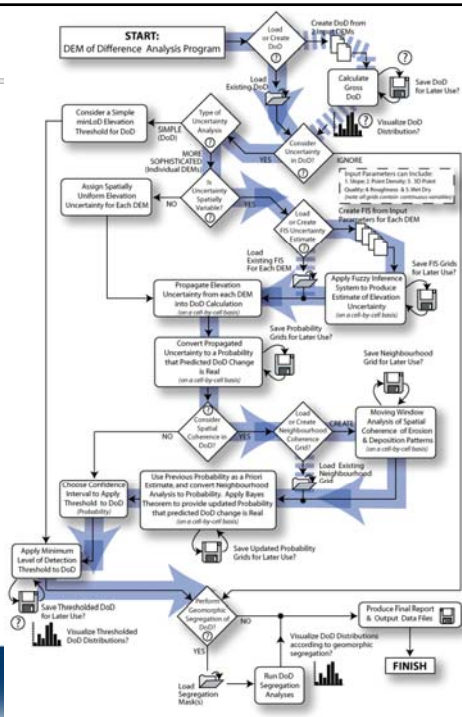 START:
DEM of Difference Analysis Program
Load
or Create
DoD
?
Create DoD from
2 Input DEMs
Load
Existing DoD
Calculate
Gross
DoD
?
Save DoD
for Later Use?
?
Visualize DoD
Distribution?
Consider a Simple
minLoD Elevation
Threshold for DoD
Type of
Uncertainty
Analysis
?
SIMPLE
(DoD)
YES
Consider
Uncertainty
in DoD?
?
IGNORE
MORE
SOPHISTICATED
(Individual DEMs)
Input Parameters can Include:
1. Slope; 2. Point Density; 3. 3D Point
Quality; 4. Roughness & 5. Wet Dry
(note all grids contain continuous variables)
Assign Spatially
Uniform Elevation
Uncertainty for Each DEM
NO
Is
Uncertainty
Spatially
Variable?
?
YES
Load
or Create
FIS Uncertainty
Estimate
?
Create FIS from Input
Parameters for Each DEM
Load
Existing FIS
For Each DEM
Save FIS Grids
for Later Use?
Propagate Elevation
Uncertainty from each DEM
into DoD Calculation
(on a cell-by-cell basis)
Apply Fuzzy Inference
System to Produce
Estimate of Elevation
Uncertainty
(on a cell-by-cell basis)
Convert Propagated
Uncertainty to a Probability
that Predicted DoD Change
is Real
(on a cell-by-cell basis)
Save Probability
Grids for Later Use?
Save Neighbourhood
Grid for Later Use?
NO
Consider
Spatial
Coherence
in DoD?
?
YES
Load
or Create
Neighbourhood
Coherence
Grid?
CREATE
Moving Window
Analysis of Spatial
Coherence of Erosion
& Deposition Patterns
(on a cell-by-cell basis)
Load Existing
Neighbourhood
Grid
Choose Confidence
Interval to Apply
Threshold to DoD
(Probability)
Use Previous Probability as a Priori
Estimate, and convert Neighbourhood
Analysis to Probability. Apply Bayes
Theorem to provide updated Probability
that predicted DoD change is Real
(on a cell-by-cell basis)
Save Updated Probability
Grids for Later Use?
Apply Minimum
Level of Detection
Threshold to DoD
?
Save Thresholded DoD
for Later Use?
Visualize Thresholded
DoD Distributions?
Perform
Geomorphic
Segregation of
DoD?
?
NO
YES
Produce Final Report
& Output Data Files
Visualize DoD Distributions
according to geomorphic
segregation?
FINISH
Load
Segregation
Mask(s)
Run DoD
Segregation
Analyses